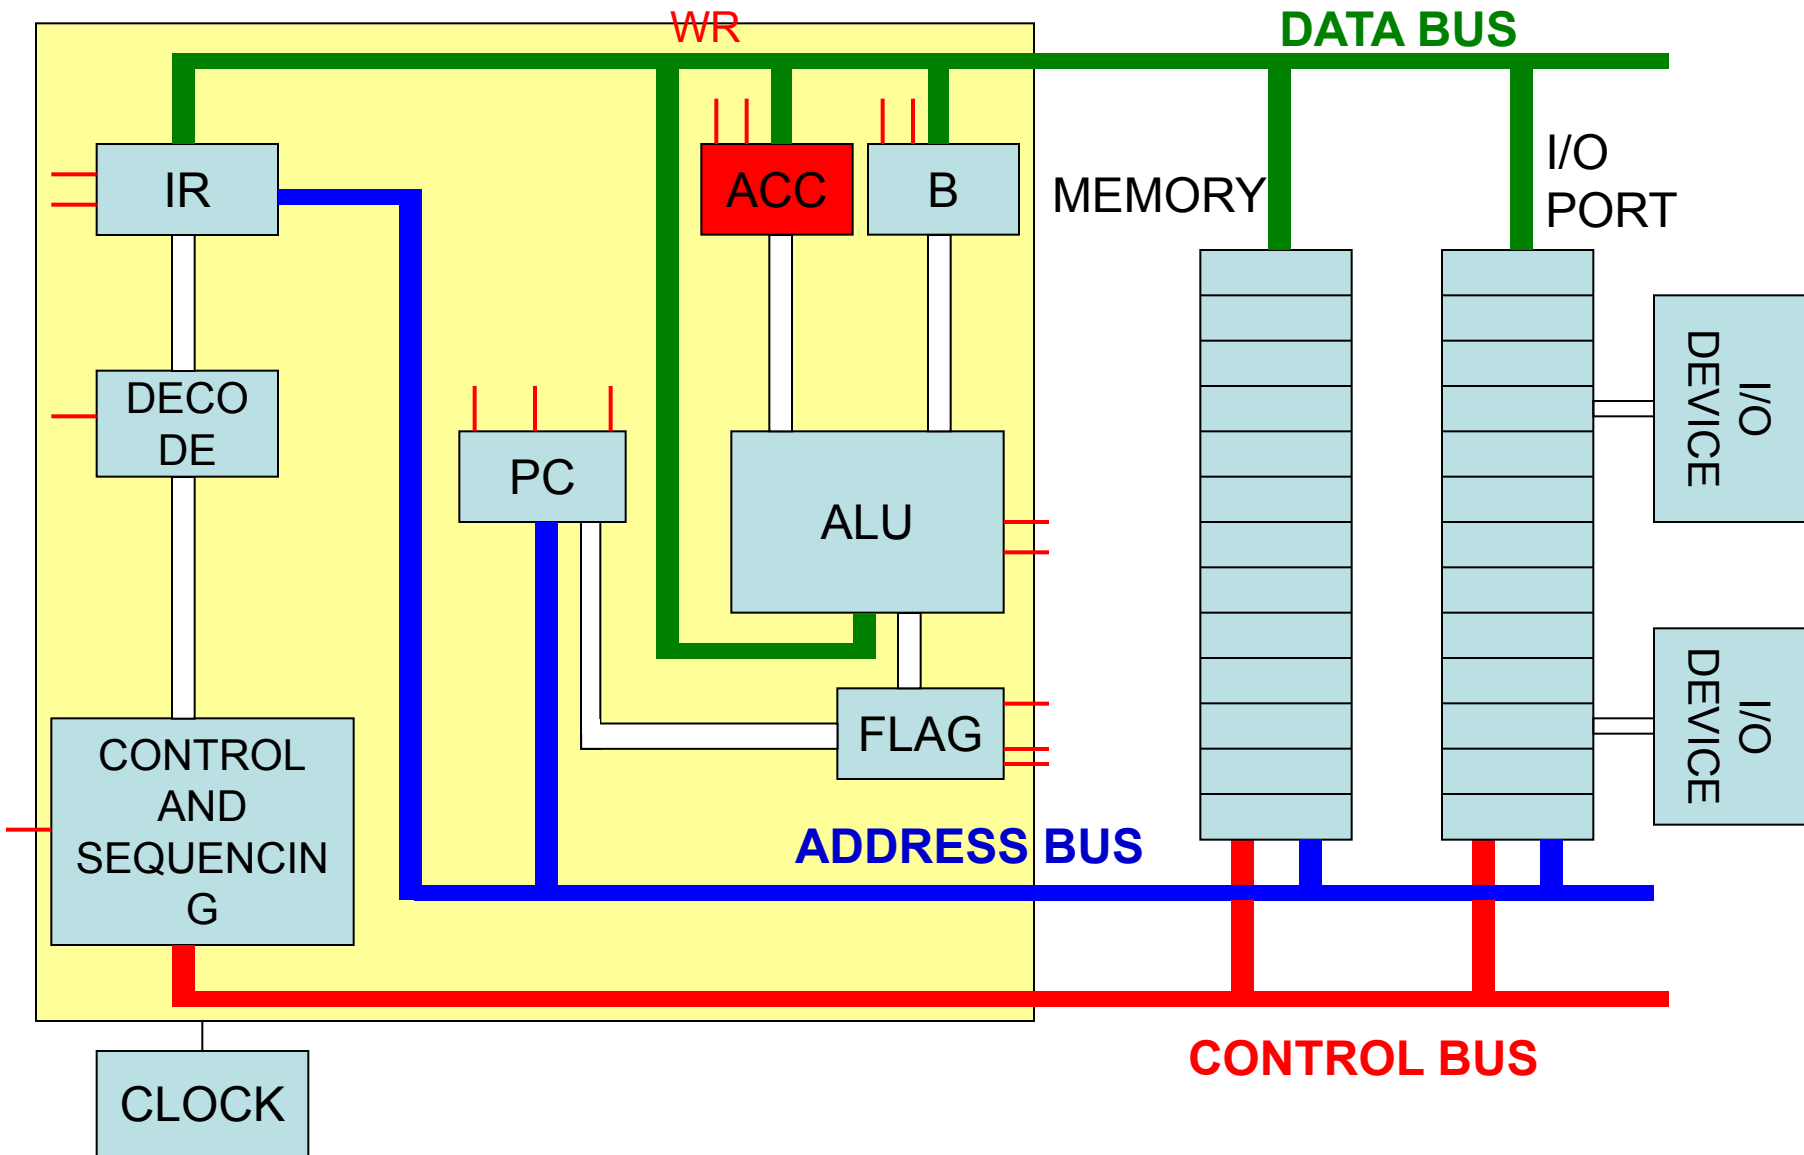 WR
DATA BUS
IR
ACC
B
MEMORY
I/O
PORT
DECO
DE
PC
ALU
I/O
DEVICE
FLAG
CONTROL
AND
SEQUENCIN
G
I/O
DEVICE
ADDRESS BUS
CONTROL BUS
CLOCK